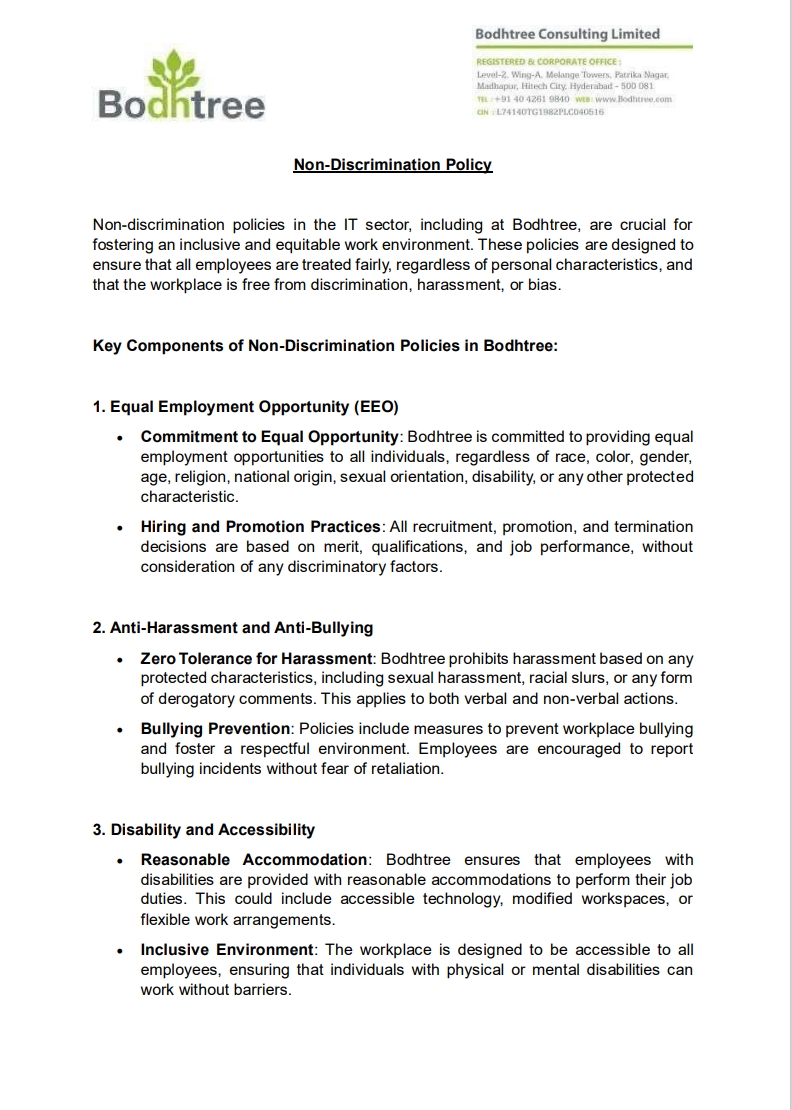 Bodhtree
Bodhtree Consulting Limited
REGISTERED & CORPORATE OFFICE :
Level-2, Wing-A, Melange Towers, Patrika Nagar,
Madhapur, Hitech City, Hyderabad - 500 081
TEL : +91 40 4261 9840 WEB : www.Bodhtree.com
CIN : L74140TG1982PLC040516
Non-Discrimination Policy
Non-discrimination policies in the IT sector, including at Bodhtree, are crucial for
fostering an inclusive and equitable work environment. These policies are designed to
ensure that all employees are treated fairly, regardless of personal characteristics, and
that the workplace is free from discrimination, harassment, or bias.
Key Components of Non-Discrimination Policies in Bodhtree:
1. Equal Employment Opportunity (EEO)
• Commitment to Equal Opportunity: Bodhtree is committed to providing equal
employment opportunities to all individuals, regardless of race, color, gender,
age, religion, national origin, sexual orientation, disability, or any other protected
characteristic.
• Hiring and Promotion Practices: All recruitment, promotion, and termination
decisions are based on merit, qualifications, and job performance, without
consideration of any discriminatory factors.
2. Anti-Harassment and Anti-Bullying
• Zero Tolerance for Harassment: Bodhtree prohibits harassment based on any
protected characteristics, including sexual harassment, racial slurs, or any form
of derogatory comments. This applies to both verbal and non-verbal actions.
• Bullying Prevention: Policies include measures to prevent workplace bullying
and foster a respectful environment. Employees are encouraged to report
bullying incidents without fear of retaliation.
3. Disability and Accessibility
• Reasonable Accommodation: Bodhtree ensures that employees with
disabilities are provided with reasonable accommodations to perform their job
duties. This could include accessible technology, modified workspaces, or
flexible work arrangements.
• Inclusive Environment: The workplace is designed to be accessible to all
employees, ensuring that individuals with physical or mental disabilities can
work without barriers.